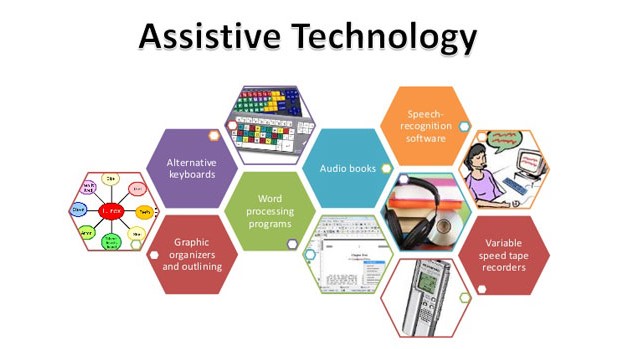 Assistive Technology
Speech-
recognition
software
Alternative
keyboards
Audio books
Word
processing
programs
Graphic
organizers
and outlining
Variable
speed tape
recorders